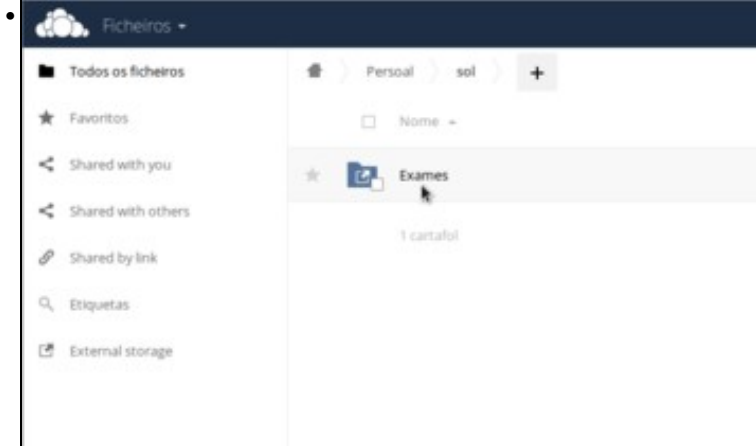 Ficheiros
Todos os ficheiros
Favoritos
Shared with you
Shared with others
Shared by link
Etiquetas
External storage
Persoal sol +
Nome
Exames
1 cartafol